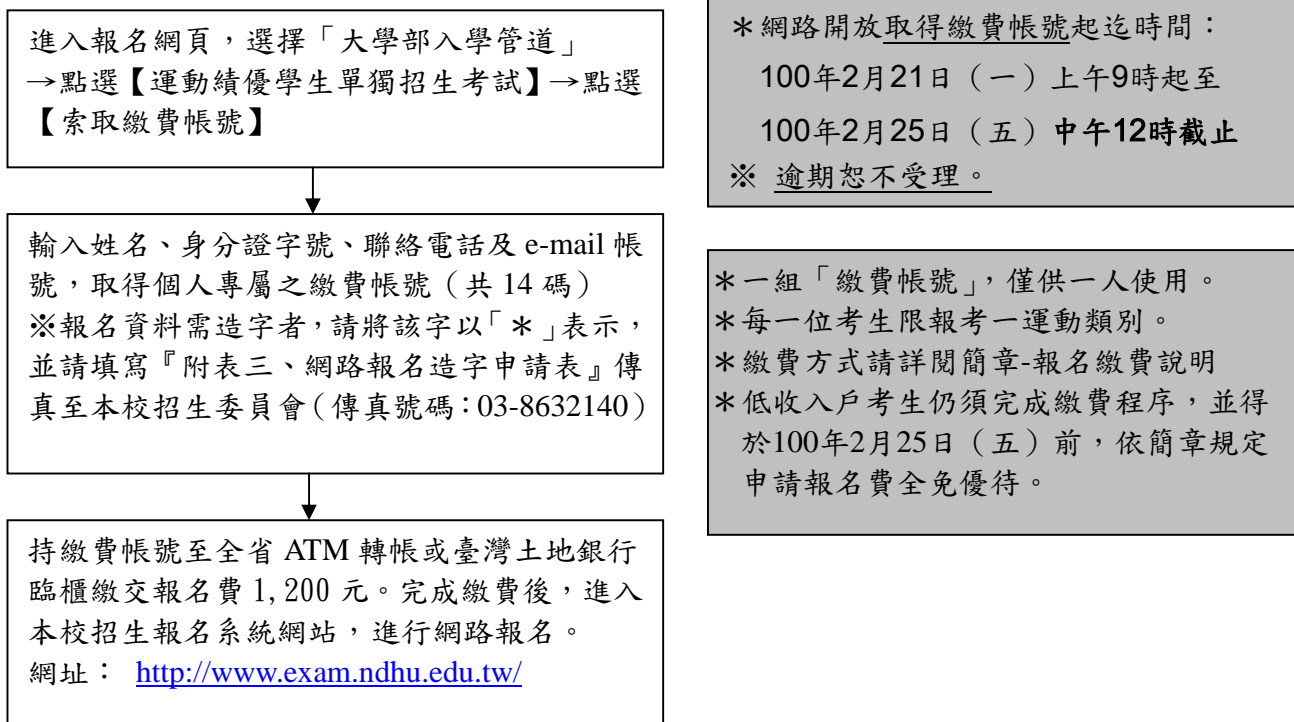 進入報名網頁，選擇「大學部入學管道」
→點選【運動績優學生單獨招生考試】→點選
【索取繳費帳號】
輸入姓名、身分證字號、聯絡電話及 e-mail 帳
號，取得個人專屬之繳費帳號（共 14 碼）
※報名資料需造字者，請將該字以「＊」表示，
並請填寫『附表三、網路報名造字申請表』傳
真至本校招生委員會（傳真號碼：03-8632140）
持繳費帳號至全省 ATM 轉帳或臺灣土地銀行
臨櫃繳交報名費 1,200 元。完成繳費後，進入
本校招生報名系統網站，進行網路報名。
網址： http://www.exam.ndhu.edu.tw/
＊網路開放取得繳費帳號起迄時間：
100年2月21日（一）上午9時起至
100年2月25日（五）中午12時截止
※ 逾期恕不受理。
＊一組「繳費帳號」，僅供一人使用。
＊每一位考生限報考一運動類別。
＊繳費方式請詳閱簡章-報名繳費說明
＊低收入戶考生仍須完成繳費程序，並得
於100年2月25日（五）前，依簡章規定
申請報名費全免優待。